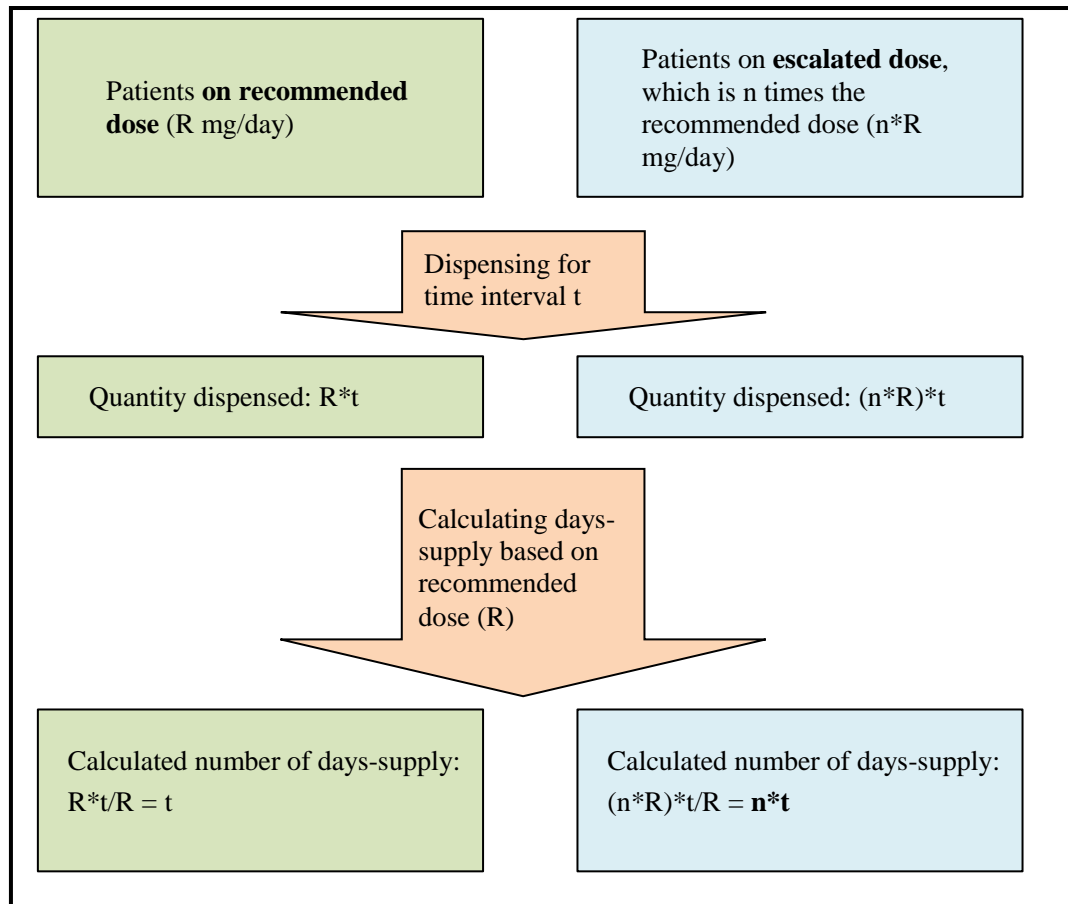 Patients on recommended
dose (R mg/day)
Patients on escalated dose,
which is n times the
recommended dose (n*R
mg/day)
Dispensing for
time interval t
Quantity dispensed: R*t
Quantity dispensed: (n*R)*t
Calculating days-
supply based on
recommended
dose (R)
Calculated number of days-supply:
R*t/R = t
Calculated number of days-supply:
(n*R)*t/R = n*t